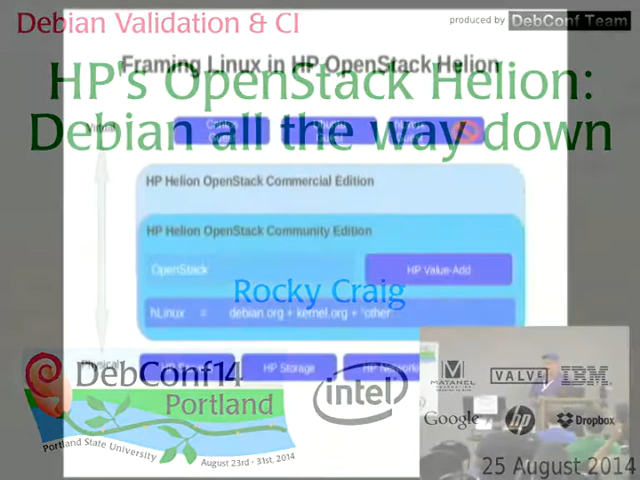 Debian Validation & CI
produced by DebConf Team
Framing Linux in HP OpenStack Helion
HP's OpenStack Helion:
Debian all the way down
HP Helion OpenStack Commercial Edition
HP Helion OpenStack Community Edition
OpenStack
HP Value-Add
Rocky Craig
hLinux = debian.org + kernel.org + "other
HP Storage
DebConf14
Portland
Portland State University
August 23rd - 31st, 2014
intel
MATANEL
VALVE
IBM
Google
hp
Dropbox
25 August 2014